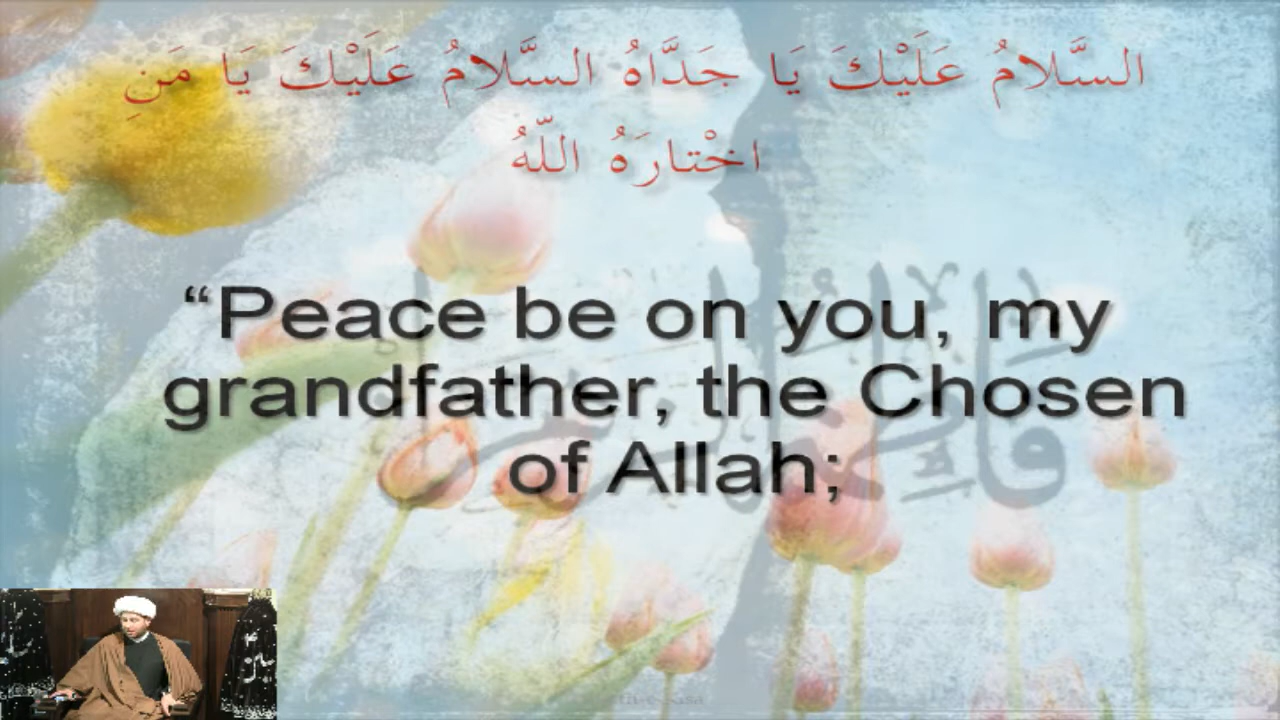 السَّلامُ عَلَيْكَ يَا جَدَّاهُ السَّلامُ عَلَيْكَ يَا مَنِ
اخْتارَهُ اللّهُ
“Peace be on you, my
grandfather, the Chosen
of Allah;